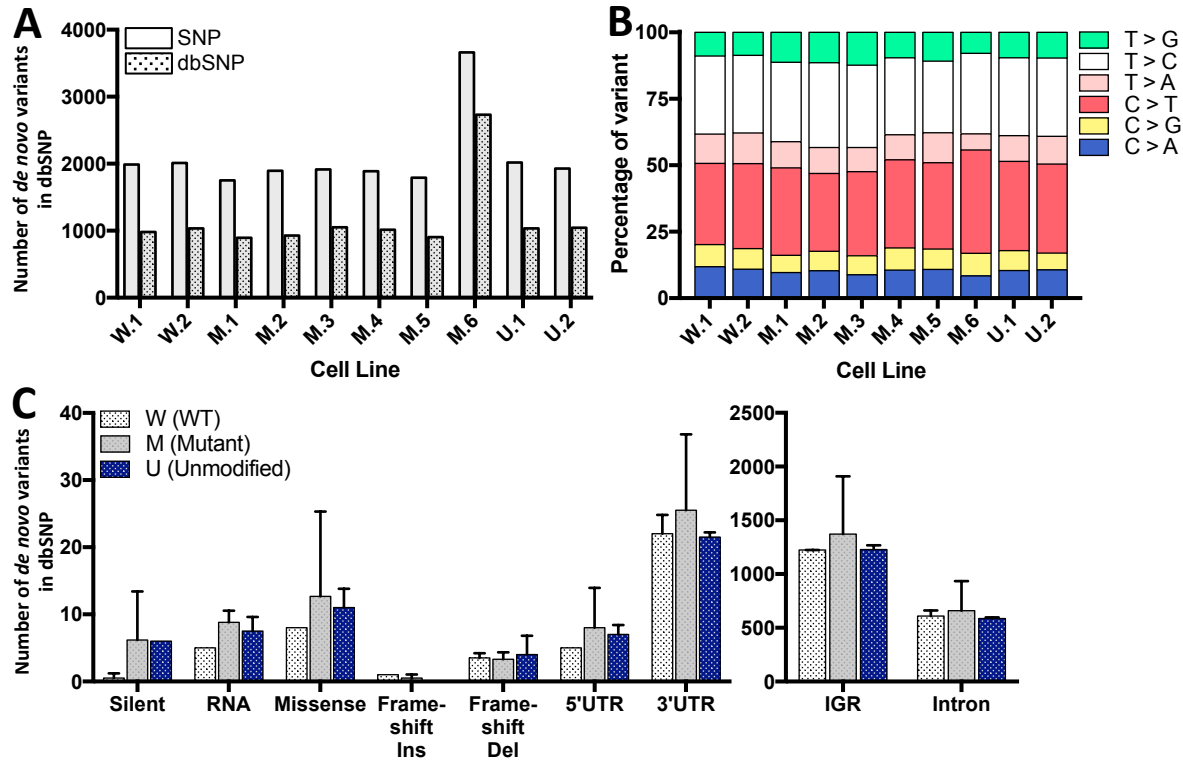 A
Number of de novo variants
in dbSNP
4000
3000
2000
1000
0
SNP
dbSNP
W.1
W.2
M.1
M.2
M.3
M.4
M.5
M.6
U.1
U.2
Cell Line
B
Percentage of variant
100
75
50
25
0
T > G
T > C
T > A
C > T
C > G
C > A
W.1
W.2
M.1
M.2
M.3
M.4
M.5
M.6
U.1
U.2
Cell Line
C
Number of de novo variants
in dbSNP
40
30
20
10
0
W (WT)
M (Mutant)
U (Unmodified)
Silent
RNA
Missense
Frame-
shift
Ins
Frame-
shift
Del
5'UTR
3'UTR
2500
2000
1500
1000
500
0
IGR
Intron